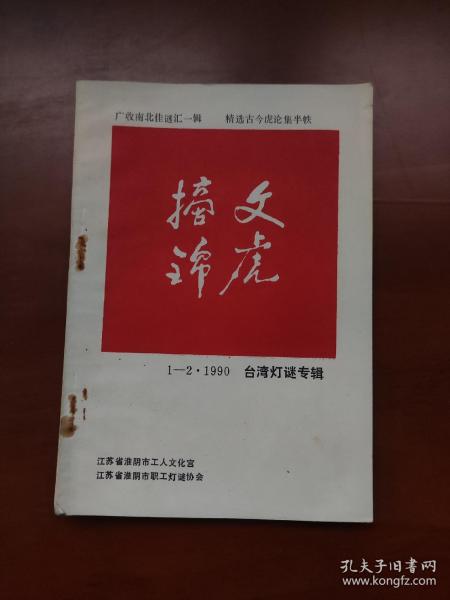 广收南北佳谜汇一辑 精选古今虎论集半帙
文虎
摘锦
1—2·1990 台湾灯谜专辑
江苏省淮阴市工人文化宫
江苏省淮阴市职工灯谜协会
孔夫子旧书网
www.kongfz.com